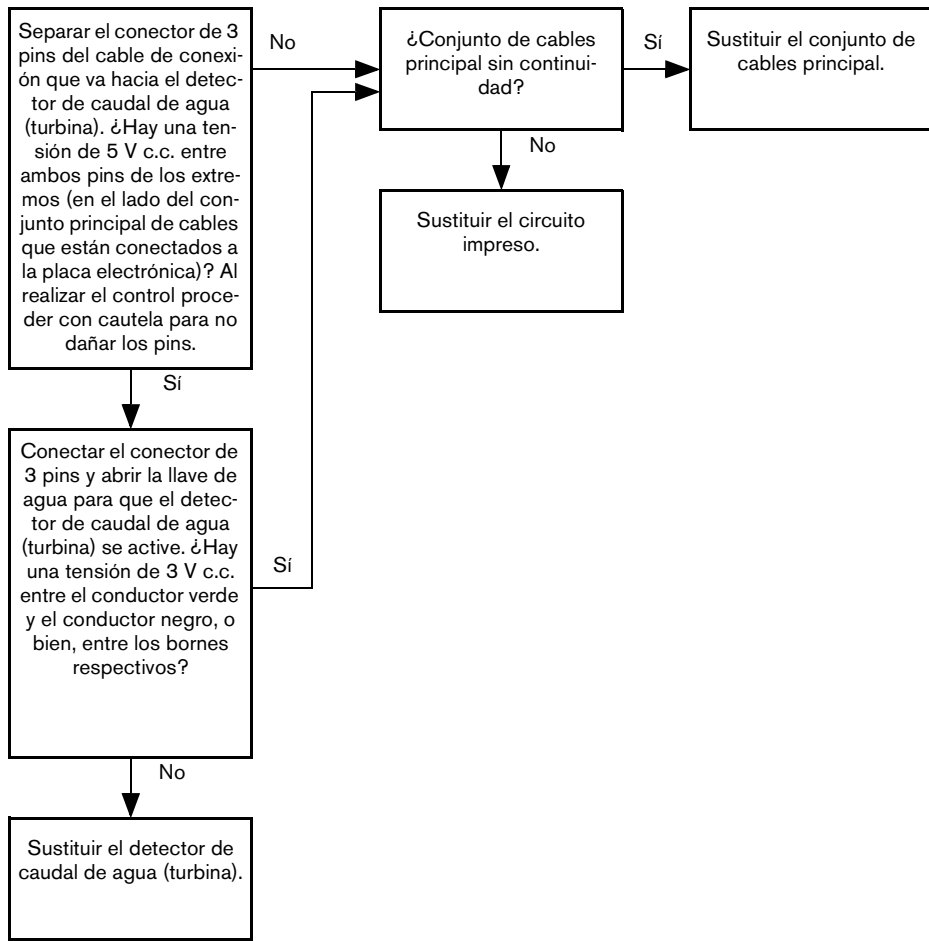 Separar el conector de 3
pins del cable de conexi-
ón que va hacia el detec-
tor de caudal de agua
(turbina). ¿Hay una ten-
sión de 5 V c.c. entre
ambos pins de los extre-
mos (en el lado del con-
junto principal de cables
que están conectados a
la placa electrónica)? Al
realizar el control proce-
der con cautela para no
dañar los pins.
No
¿Conjunto de cables
principal sin continui-
dad?
Sí
Sustituir el conjunto de
cables principal.
No
Sustituir el circuito
impreso.
Sí
Conectar el conector de
3 pins y abrir la llave de
agua para que el detec-
tor de caudal de agua
(turbina) se active. ¿Hay
una tensión de 3 V c.c.
entre el conductor verde
y el conductor negro, o
bien, entre los bornes
respectivos?
Sí
No
Sustituir el detector de
caudal de agua (turbina).